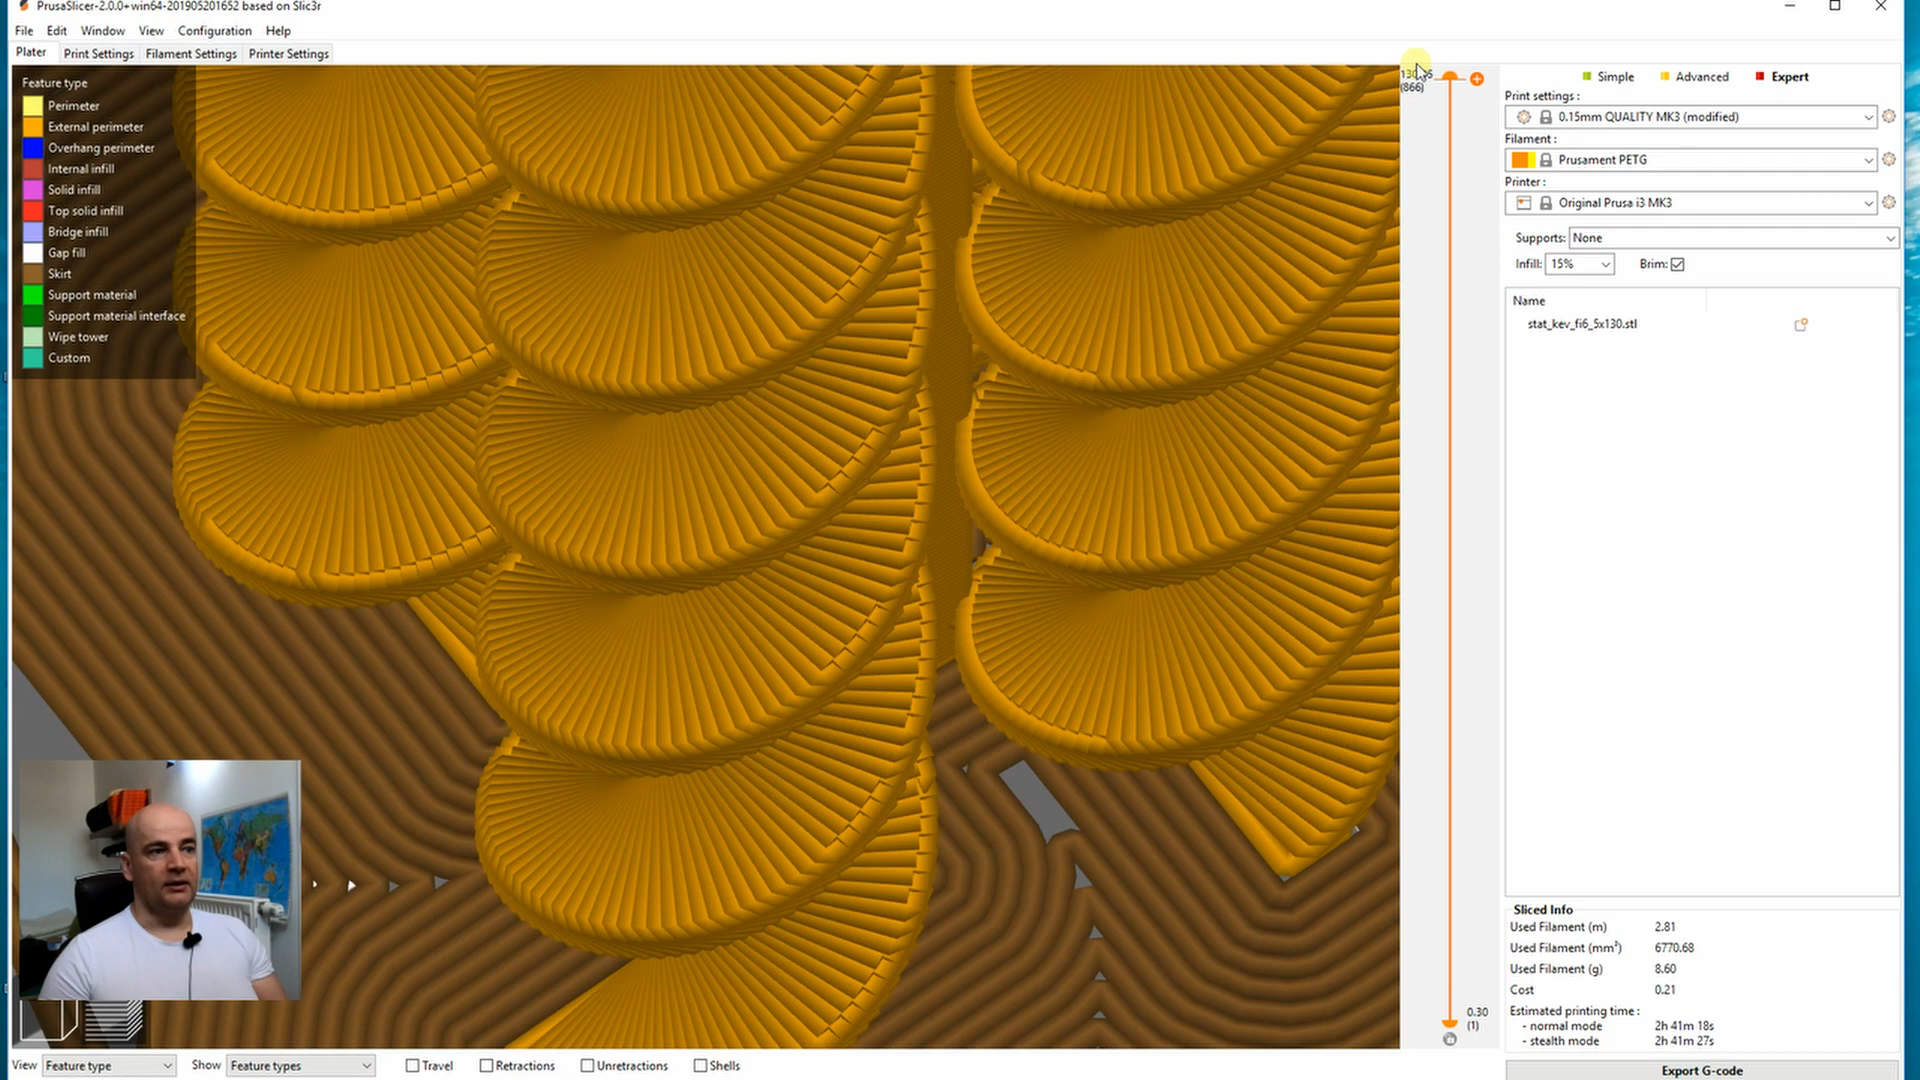 PrusaSlicer-2.0.0+win64-201905201652 based on Slic3r
File Edit Window View Configuration Help
Plater Print Settings Filament Settings Printer Settings
Feature type
Perimeter
External perimeter
Overhang perimeter
Internal infill
Solid infill
Top solid infill
Bridge infill
Gap fill
Skirt
Support material
Support material interface
Wipe tower
Custom
(866)
0.30
(1)
Simple Advanced Expert
Print settings :
0.15mm QUALITY MK3 (modified)
Filament :
Prusament PETG
Printer :
Original Prusa i3 MK3
Supports: None
Infill: 15% Brim:
Name
stat_kev_fi6_5x130.stl
Sliced Info
Used Filament (m) 2.81
Used Filament (mm³) 6770.68
Used Filament (g) 8.60
Cost 0.21
Estimated printing time :
- normal mode 2h 41m 18s
- stealth mode 2h 41m 27s
Export G-code
View Feature type Show Feature types Travel Retractions Unretractions Shells